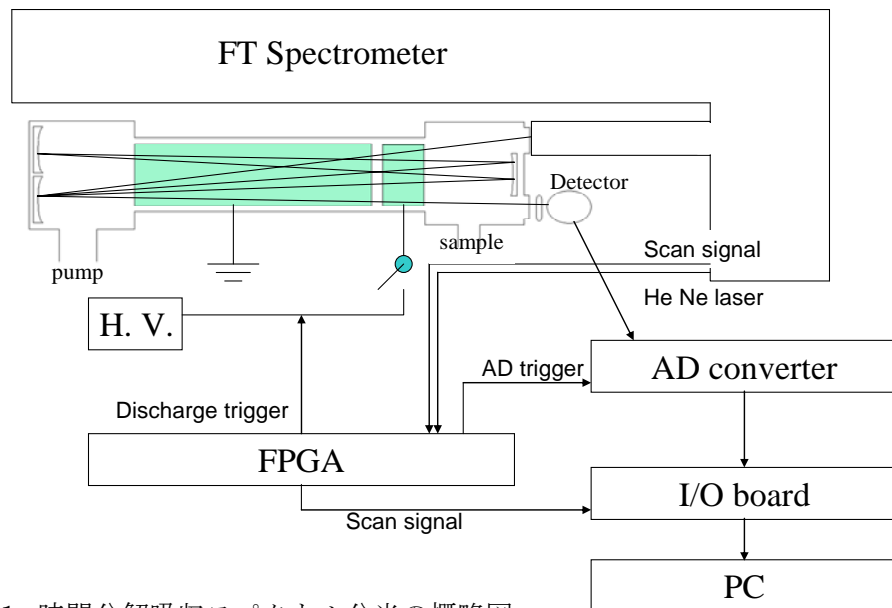 FT Spectrometer
Detector
sample
pump
Scan signal
He Ne laser
H. V.
AD trigger
AD converter
Discharge trigger
FPGA
I/O board
Scan signal
PC